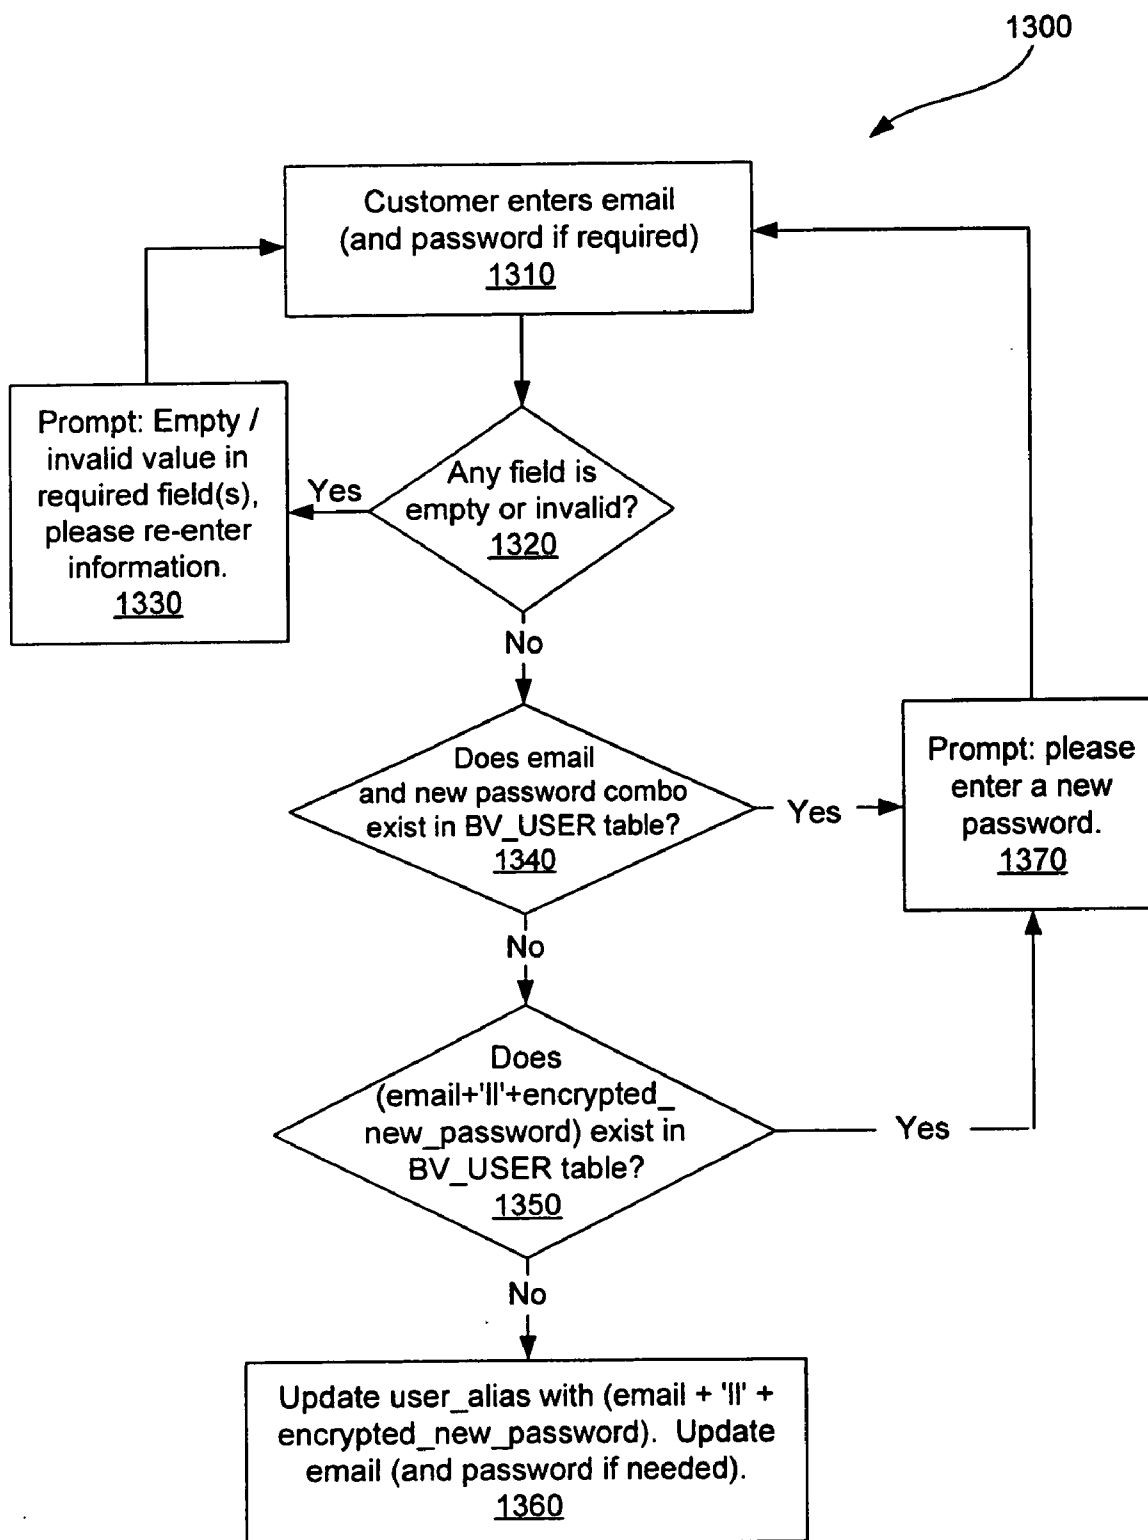 1300
Customer enters email
(and password if required)
1310
Prompt: Empty /
invalid value in
required field(s),
please re-enter
information.
1330
Yes
Any field is
empty or invalid?
1320
No
Does email
and new password combo
exist in BV_USER table?
1340
Yes
Prompt: please
enter a new
password.
1370
No
Does
(email+'ll'+encrypted_
new_password) exist in
BV_USER table?
1350
Yes
No
Update user_alias with (email + 'll' +
encrypted_new_password). Update
email (and password if needed).
1360